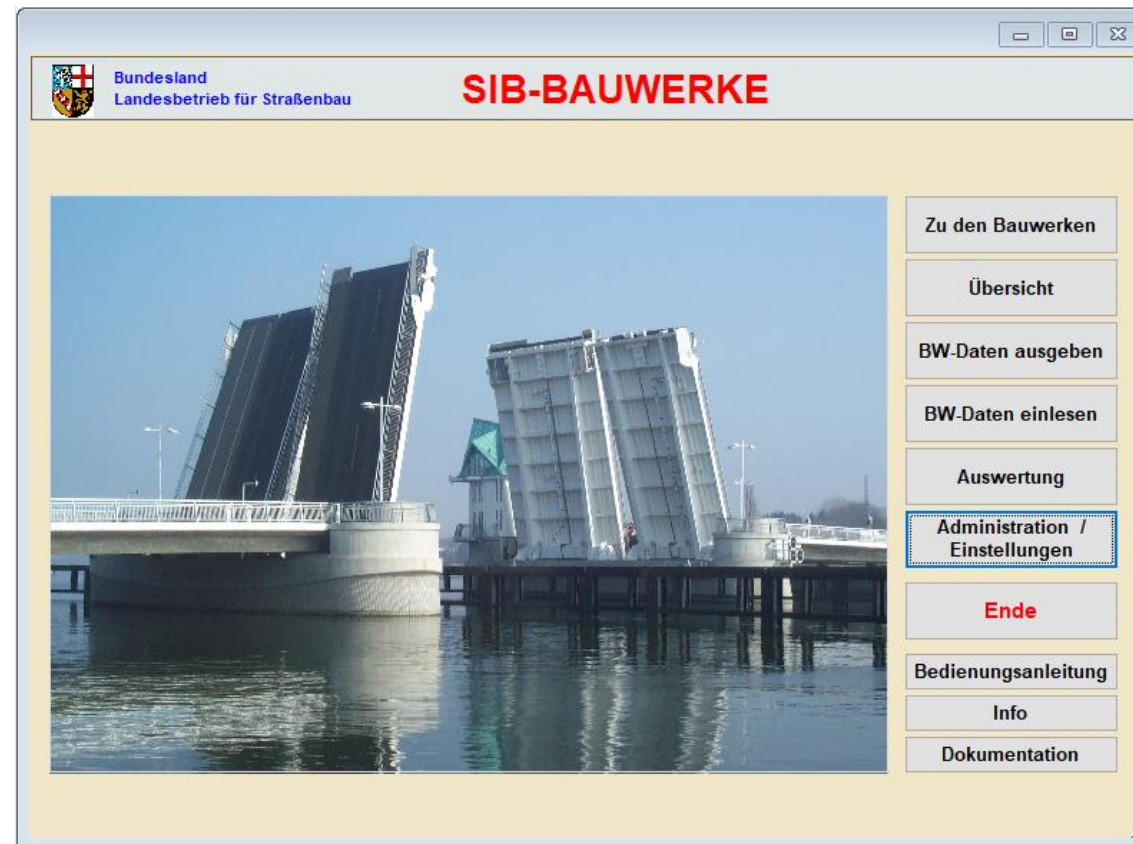 Bundesland
Landesbetrieb für Straßenbau
SIB-BAUWERKE
Zu den Bauwerken
Übersicht
BW-Daten ausgeben
BW-Daten einlesen
Auswertung
Administration /
Einstellungen
Ende
Bedienungsanleitung
Info
Dokumentation